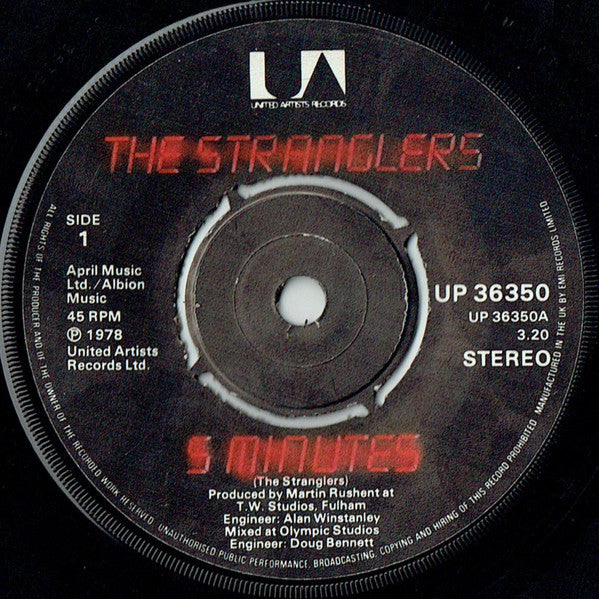 UA
UNITED ARTISTS RECORDS
THE STRANGLERS
SIDE
1
April Music
Ltd./Albion
Music
45 RPM
Ⓟ 1978
United Artists
Records Ltd.
UP 36350
UP 36350A
3.20
STEREO
5 MINUTES
(The Stranglers)
Produced by Martin Rushent at
T.W. Studios, Fulham
Engineer: Alan Winstanley
Mixed at Olympic Studios
Engineer: Doug Bennett
ALL RIGHTS OF THE PRODUCER AND OF THE OWNER OF THE RECORDED WORK RESERVED. UNAUTHORISED PUBLIC PERFORMANCE, BROADCASTING, COPYING AND HIRING OF THIS RECORD PROHIBITED. MANUFACTURED IN THE UK BY EMI RECORDS LIMITED.